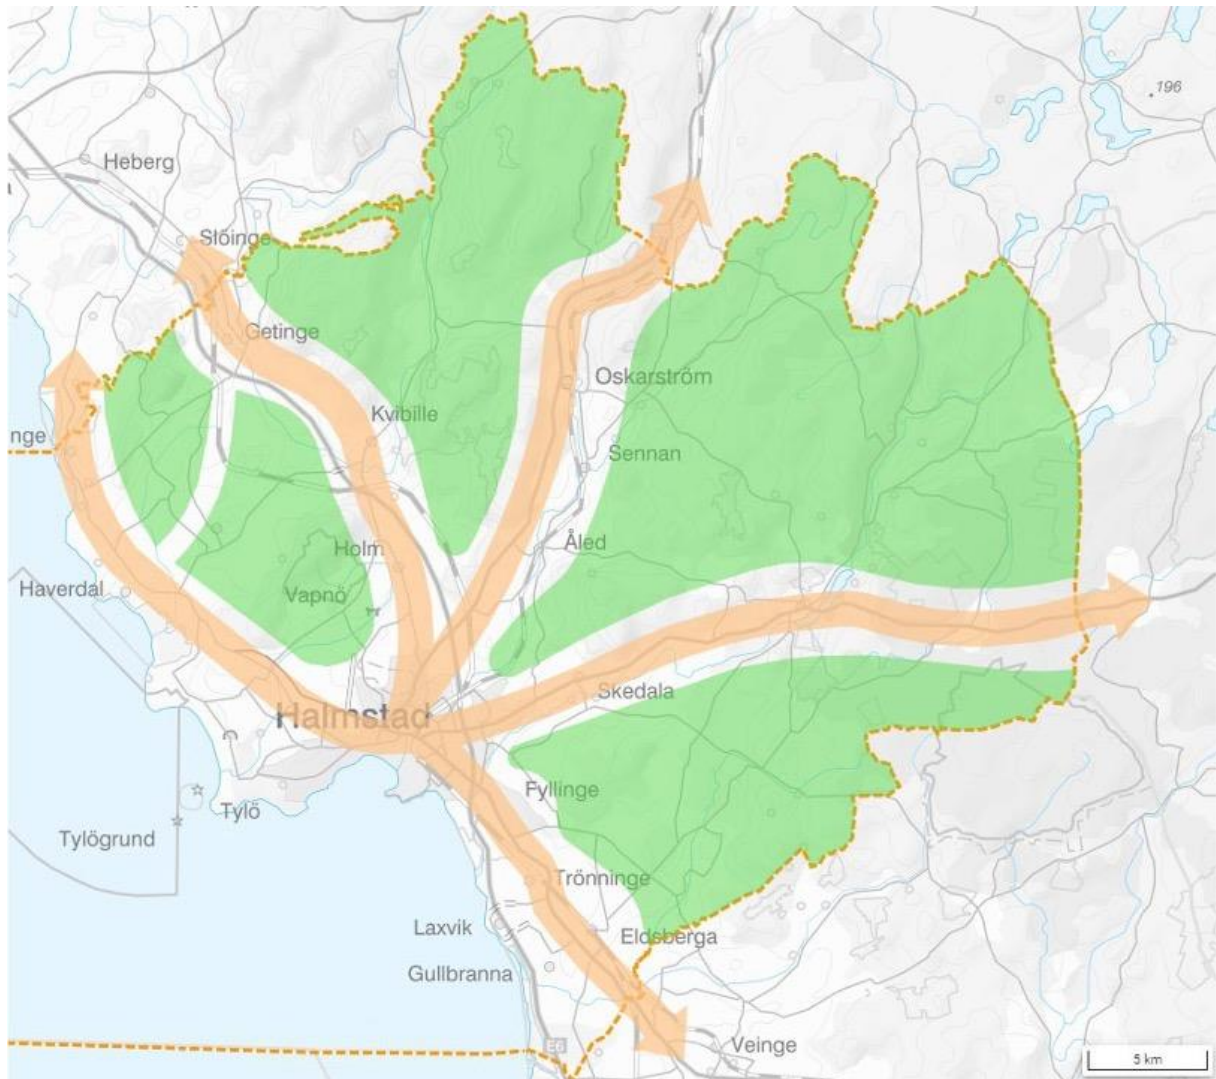 196
Heberg
Slöinge
Getinge
Oskarström
Kvibille
nge
Sennan
Holm
Åled
Haverdal
Vapnö
Skedala
Halmstad
Fyllinge
Tylö
Tylögrund
Trönninge
Laxvik
Eldsberga
Gullbranna
E6
Veinge
5 km